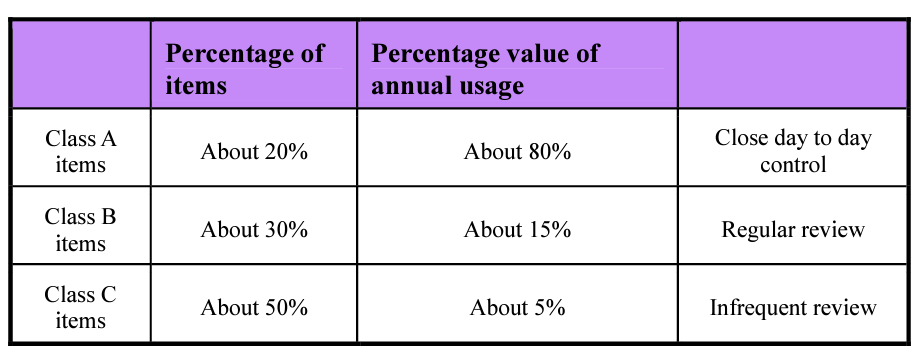 Percentage of
items
Percentage value of
annual usage
Class A
items
About 20%
About 80%
Close day to day
control
Class B
items
About 30%
About 15%
Regular review
Class C
items
About 50%
About 5%
Infrequent review